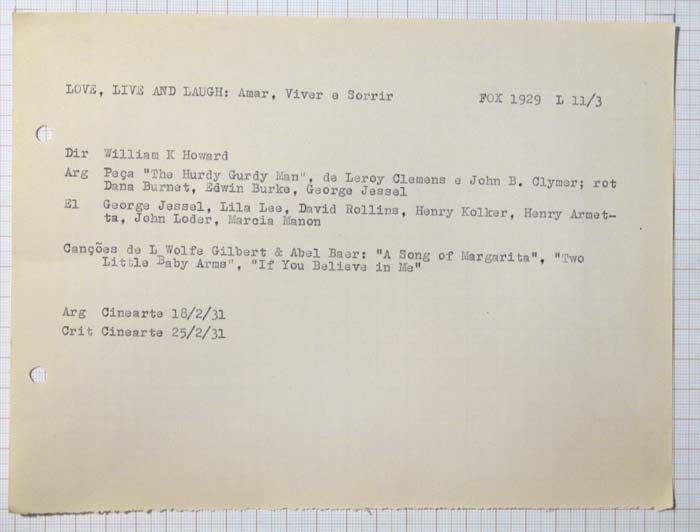 LOVE, LIVE AND LAUGH: Amar, Viver e Sorrir FOX 1929 L 11/3
Dir William K Howard
Arg Peça "The Hurdy Gurdy Man", de Leroy Clemens e John B. Clymer; rot
Dana Burnet, Edwin Burke, George Jessel
El George Jessel, Lila Lee, David Rollins, Henry Kolker, Henry Armet-
ta, John Loder, Marcia Manon
Canções de L Wolfe Gilbert & Abel Baer: "A Song of Margarita", "Two
Little Baby Arms", "If You Believe in Me"
Arg Cinearte 18/2/31
Crit Cinearte 25/2/31